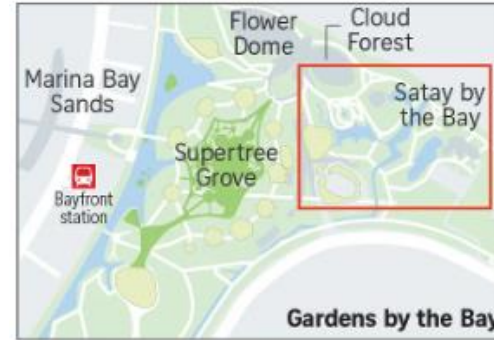 Flower
Dome
Cloud
Forest
Marina Bay
Sands
Satay by
the Bay
Supertree
Grove
Bayfront
station
Gardens by the Bay